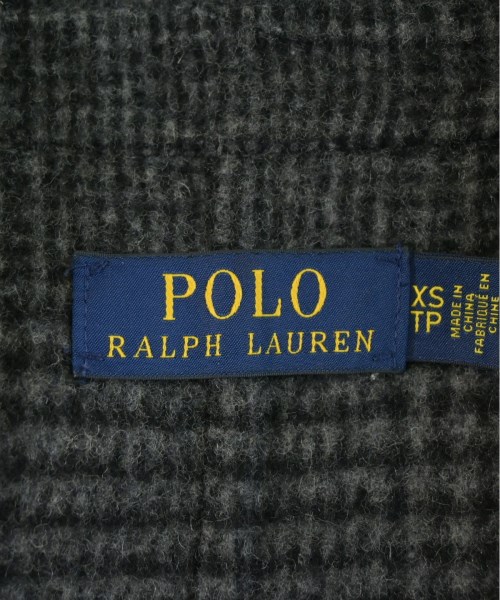 POLO
RALPH LAUREN
XS
TP
MADE IN
CHINA
FABRIQUÉ EN
CHINE